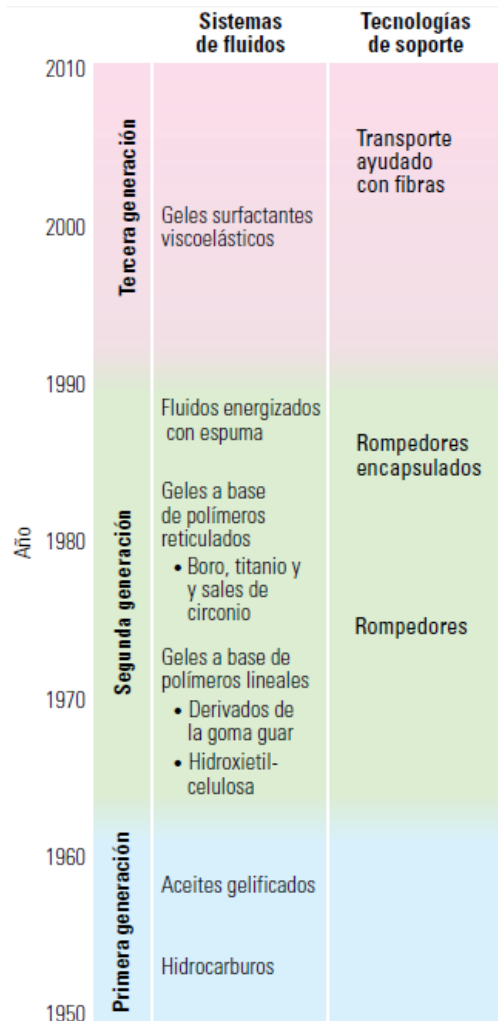 Sistemas
de fluidos
Tecnologías
de soporte
Año
2010
2000
1990
1980
1970
1960
1950
Tercera generación
Geles surfactantes
viscoelásticos
Transporte
ayudado
con fibras
Segunda generación
Fluidos energizados
con espuma
Geles a base
de polímeros
reticulados
• Boro, titanio y
y sales de
circonio
Geles a base de
polímeros lineales
• Derivados de
la goma guar
• Hidroxietil-
celulosa
Rompedores
encapsulados
Rompedores
Primera generación
Aceites gelificados
Hidrocarburos